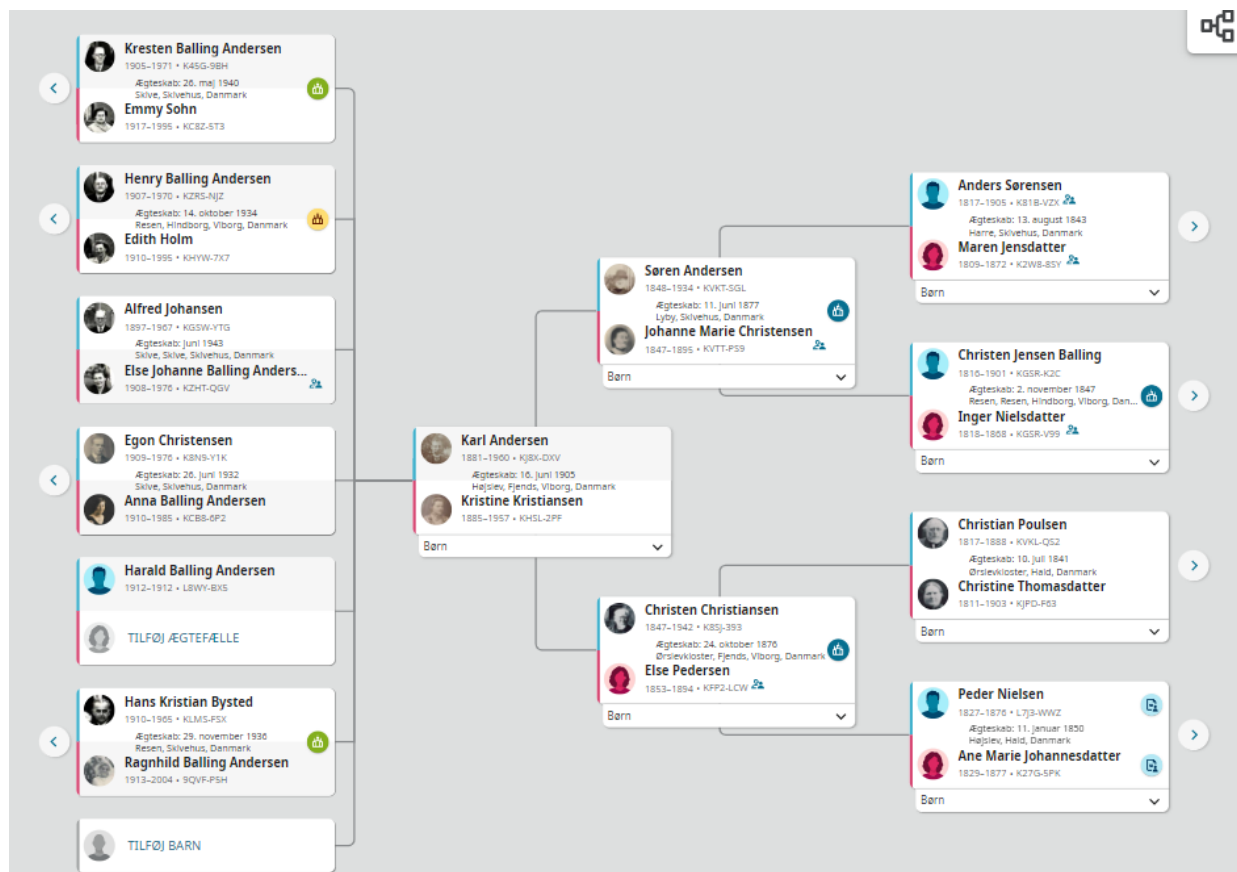 Kresten Balling Andersen
1905–1971 • K45G-9BH
Ægteskab: 26. maj 1940
Skive, Skivehus, Danmark
Emmy Sohn
1917–1995 • KC8Z-5T3
Henry Balling Andersen
1907–1970 • KZRS-NJZ
Ægteskab: 14. oktober 1934
Resen, Hindborg, Viborg, Danmark
Edith Holm
1910–1995 • KHYW-7X7
Alfred Johansen
1897–1967 • KGSW-YTG
Ægteskab: juni 1943
Skive, Skive, Skivehus, Danmark
Else Johanne Balling Anders...
1908–1976 • KZHT-QGV
Egon Christensen
1909–1976 • K8N9-Y1K
Ægteskab: 26. juni 1932
Skive, Skivehus, Danmark
Anna Balling Andersen
1910–1985 • KCB8-6P2
Harald Balling Andersen
1912–1912 • L8WY-BX5
TILFØJ ÆGTEFÆLLE
Hans Kristian Bysted
1910–1965 • KLMS-FSX
Ægteskab: 29. november 1936
Resen, Skivehus, Danmark
Ragnhild Balling Andersen
1913–2004 • 9QVF-PSH
TILFØJ BARN
Karl Andersen
1881–1960 • KJ8X-DXV
Ægteskab: 16. juni 1905
Højslev, Fjends, Viborg, Danmark
Kristine Kristiansen
1885–1957 • KHSL-2PF
Børn
Søren Andersen
1848–1934 • KVKT-SGL
Ægteskab: 11. juni 1877
Lyby, Skivehus, Danmark
Johanne Marie Christensen
1847–1895 • KVTT-PS9
Børn
Christen Christiansen
1847–1942 • K8SJ-393
Ægteskab: 24. oktober 1876
Ørslevkloster, Fjends, Viborg, Danmark
Else Pedersen
1853–1894 • KFP2-LCW
Børn
Anders Sørensen
1817–1905 • K818-VZX
Ægteskab: 13. august 1843
Harre, Skivehus, Danmark
Maren Jensdatter
1809–1872 • K2W8-8SY
Børn
Christen Jensen Balling
1816–1901 • KGSR-K2C
Ægteskab: 2. november 1847
Resen, Resen, Hindborg, Viborg, Dan...
Inger Nielsdatter
1818–1868 • KGSR-V99
Børn
Christian Poulsen
1817–1888 • KVKL-QS2
Ægteskab: 10. juli 1841
Ørslevkloster, Hald, Danmark
Christine Thomasdatter
1811–1903 • KJPD-F63
Børn
Peder Nielsen
1827–1876 • L7J3-WWZ
Ægteskab: 11. januar 1850
Højslev, Hald, Danmark
Ane Marie Johannesdatter
1829–1877 • K27G-5PK
Børn